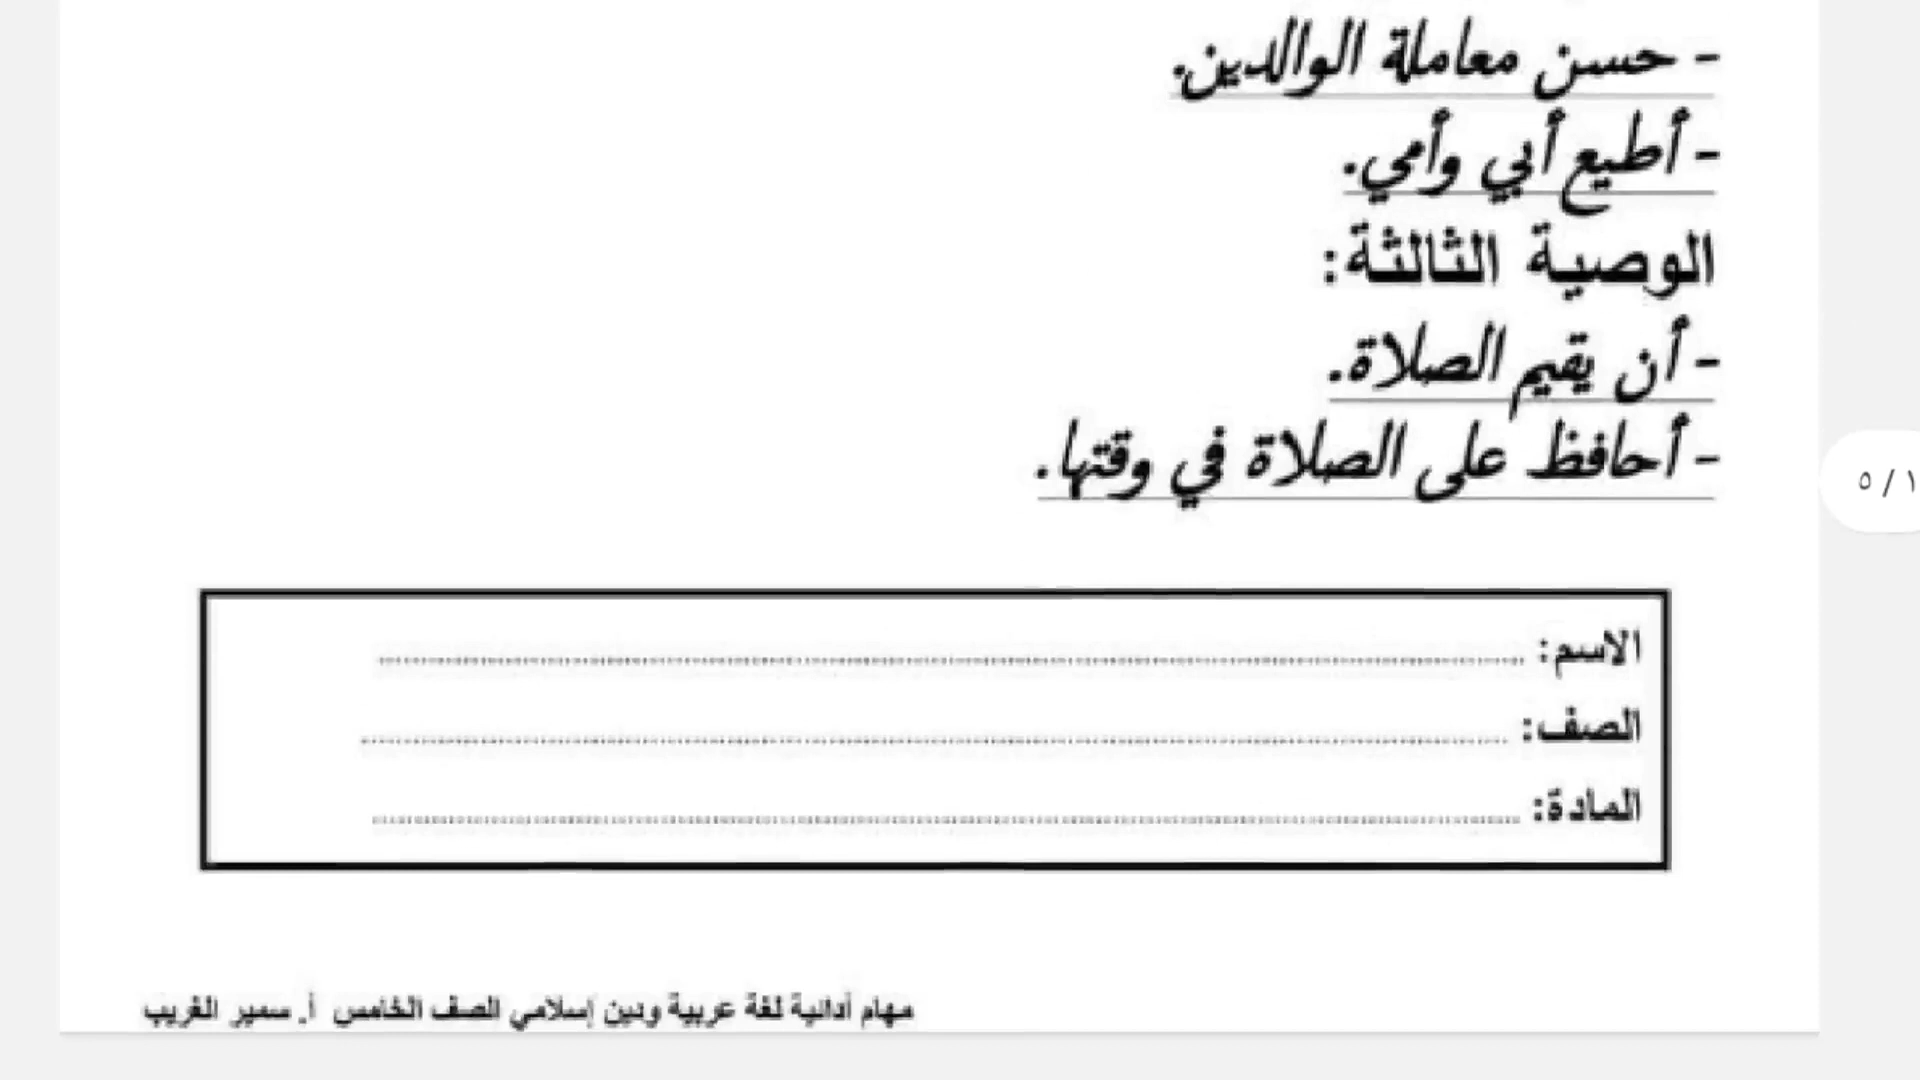 - حسن معاملة الوالدين.
- أطيع أبي وأمي.
الوصية الثالثة:
- أن يقيم الصلاة.
- أحافظ على الصلاة في وقتها.
٥ / ١
الاسم: ........................................
الصف: ........................................
المادة: ........................................
مهام أدائية لغة عربية ودين إسلامي الصف الخامس أ. سمير الغريب